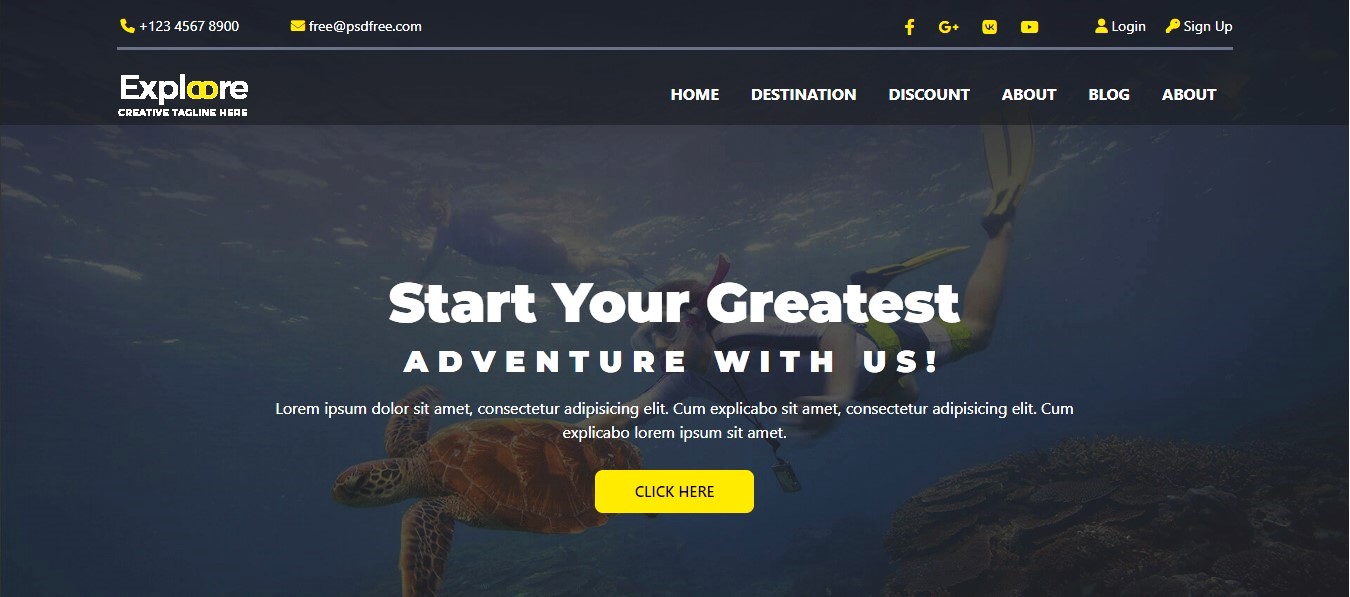 +123 4567 8900 free@psdfree.com Login Sign Up
Exploore
CREATIVE TAGLINE HERE
HOME DESTINATION DISCOUNT ABOUT BLOG ABOUT
Start Your Greatest
ADVENTURE WITH US!
Lorem ipsum dolor sit amet, consectetur adipisicing elit. Cum explicabo sit amet, consectetur adipisicing elit. Cum
explicabo lorem ipsum sit amet.
CLICK HERE